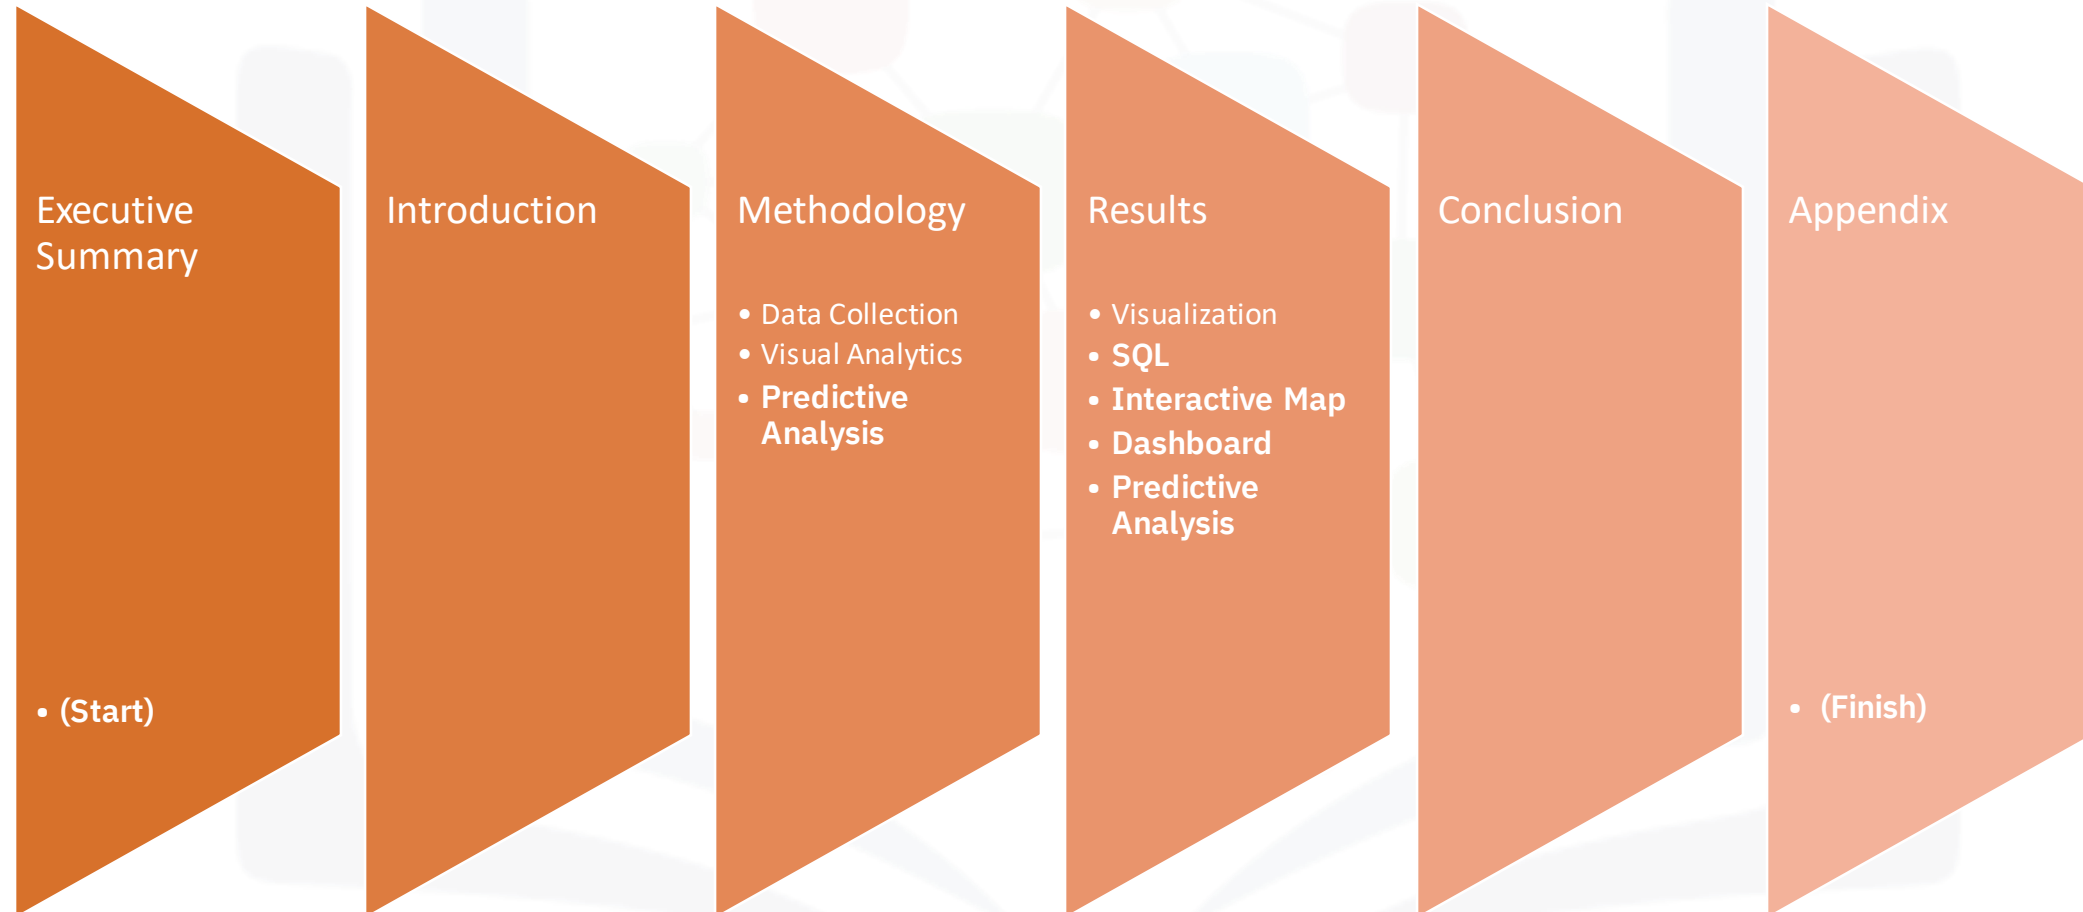 Executive
Summary
• (Start)
Introduction
Methodology
• Data Collection
• Visual Analytics
• Predictive
Analysis
Results
• Visualization
• SQL
• Interactive Map
• Dashboard
• Predictive
Analysis
Conclusion
Appendix
• (Finish)